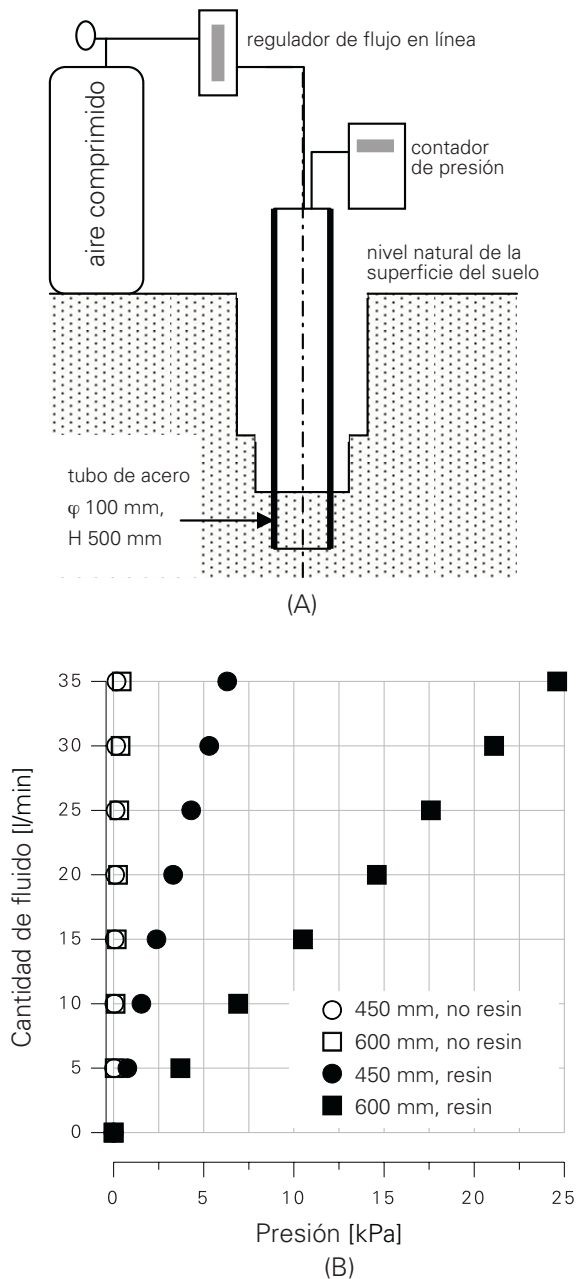 regulador de flujo en línea
aire comprimido
contador
de presión
nivel natural de la
superficie del suelo
tubo de acero
φ 100 mm,
H 500 mm
(A)
35
30
25
20
15
10
5
0
Cantidad de fluido [l/min]
450 mm, no resin
600 mm, no resin
450 mm, resin
600 mm, resin
0 5 10 15 20 25
Presión [kPa]
(B)